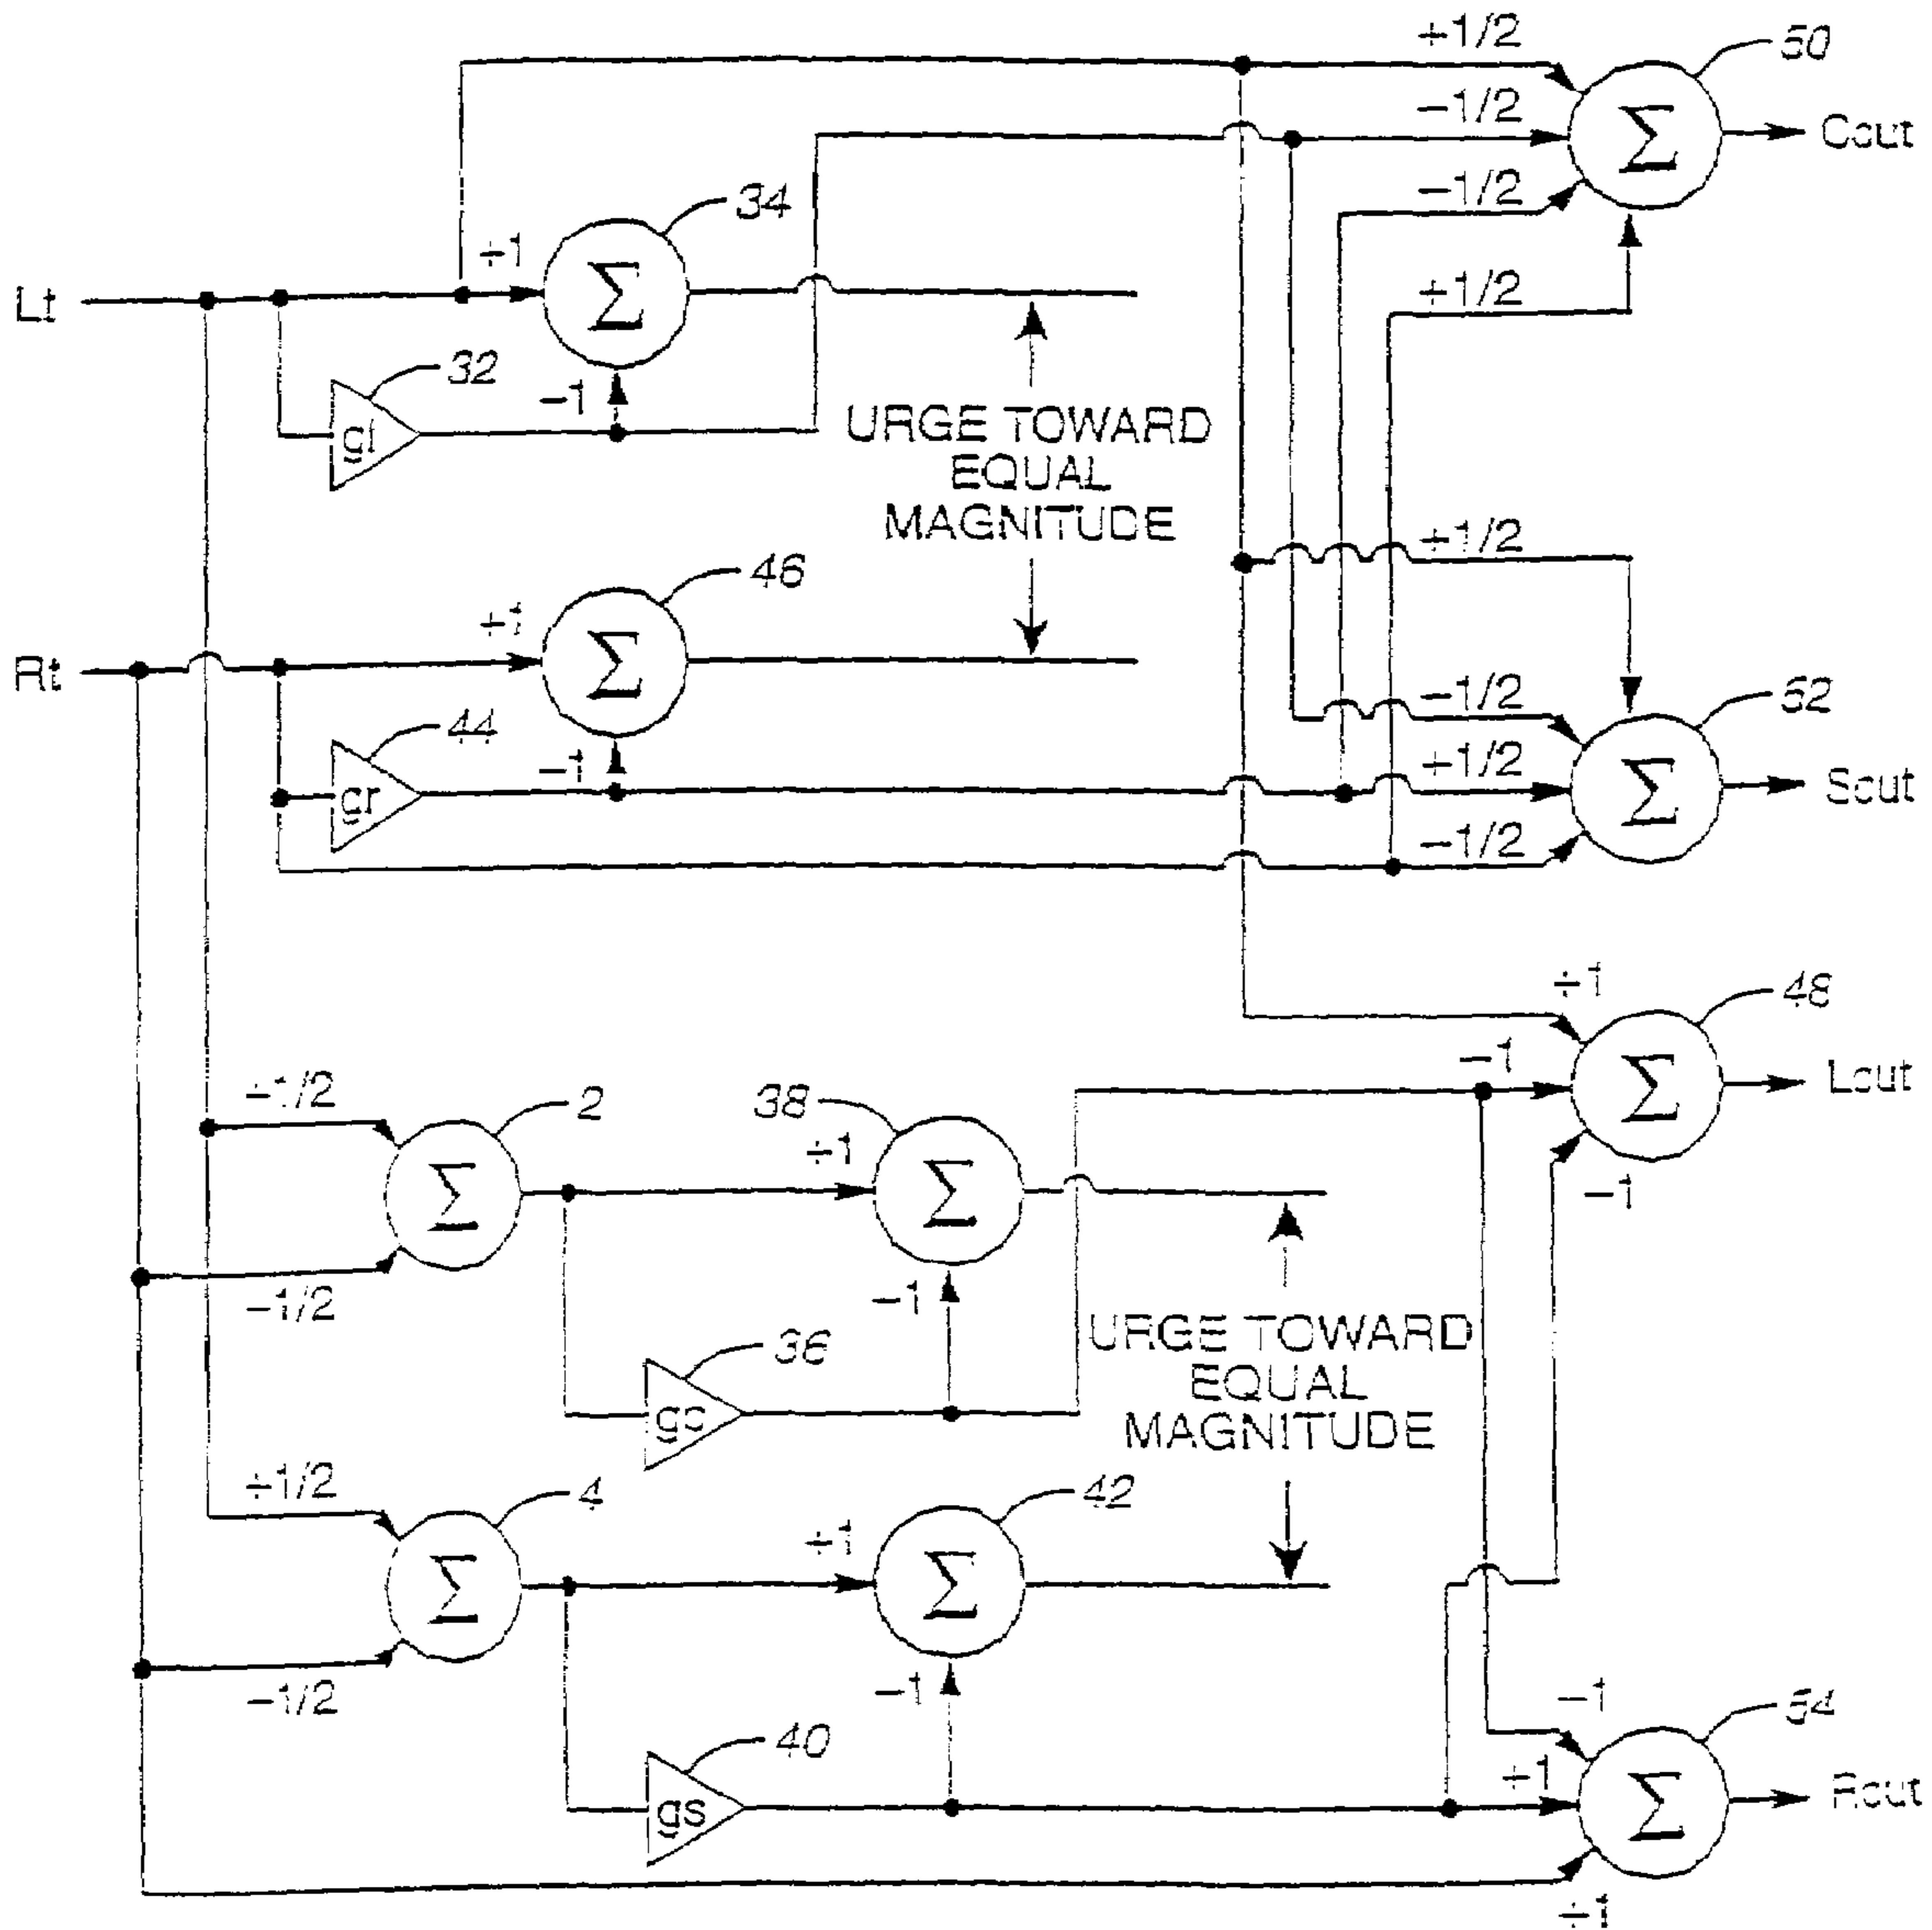 +1/2
50
−1/2
Cout
−1/2
34
+1
+1/2
Lt
32
−1
gl
URGE TOWARD
EQUAL
MAGNITUDE
+1/2
46
+1
Rt
−1/2
52
44
−1
+1/2
gr
Sout
−1/2
+1
48
−1
Lout
+1/2
2
38
+1
−1
−1/2
−1
36
URGE TOWARD
EQUAL
MAGNITUDE
gc
+1/2
4
42
+1
−1/2
−1
−1
54
40
+1
gs
Rout
+1